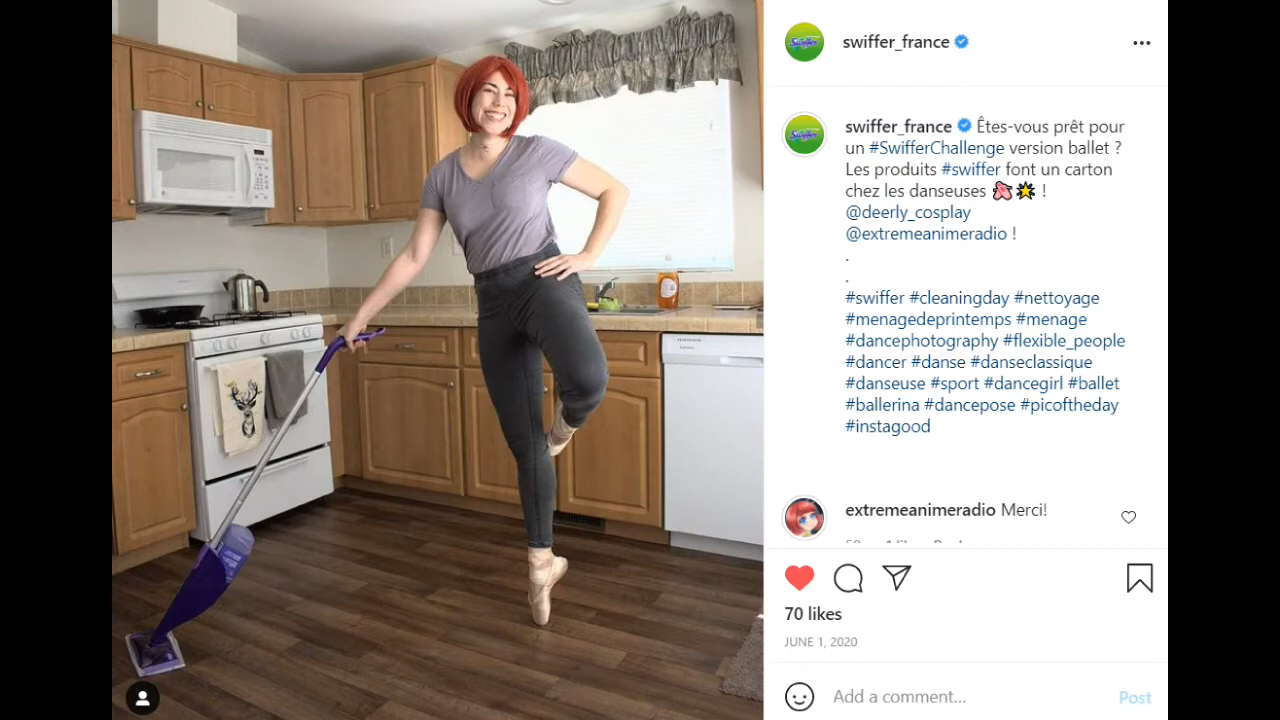 swiffer_france
swiffer_france Êtes-vous prêt pour
un #SwifferChallenge version ballet ?
Les produits #swiffer font un carton
chez les danseuses 🩰🌟 !
@deerly_cosplay
@extremeanimeradio !
.
.
#swiffer #cleaningday #nettoyage
#menagedeprintemps #menage
#dancephotography #flexible_people
#dancer #danse #danseclassique
#danseuse #sport #dancegirl #ballet
#ballerina #dancepose #picoftheday
#instagood
extremeanimeradio Merci!
70 likes
JUNE 1, 2020
Add a comment... Post